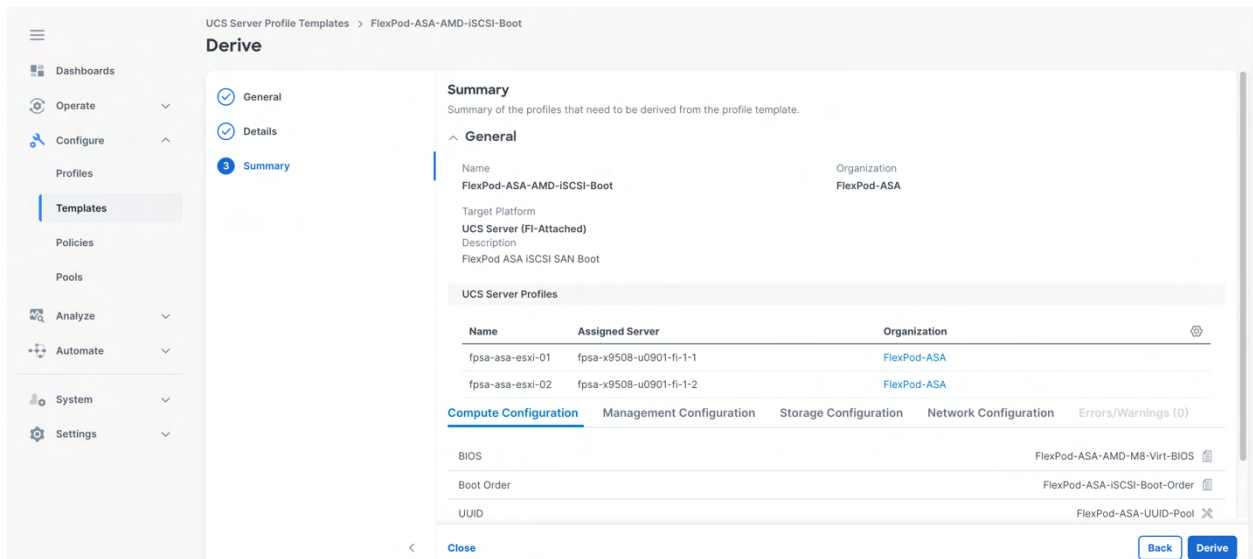 UCS Server Profile Templates > FlexPod-ASA-AMD-iSCSI-Boot
Derive
Dashboards
Operate
Configure
Profiles
Templates
Policies
Pools
Analyze
Automate
System
Settings
General
Details
3 Summary
Summary
Summary of the profiles that need to be derived from the profile template.
General
Name Organization
FlexPod-ASA-AMD-iSCSI-Boot FlexPod-ASA
Target Platform
UCS Server (FI-Attached)
Description
FlexPod ASA iSCSI SAN Boot
UCS Server Profiles
Name Assigned Server Organization
fpsa-asa-esxi-01 fpsa-x9508-u0901-fi-1-1 FlexPod-ASA
fpsa-asa-esxi-02 fpsa-x9508-u0901-fi-1-2 FlexPod-ASA
Compute Configuration Management Configuration Storage Configuration Network Configuration Errors/Warnings (0)
BIOS FlexPod-ASA-AMD-M8-Virt-BIOS
Boot Order FlexPod-ASA-iSCSI-Boot-Order
UUID FlexPod-ASA-UUID-Pool
Close Back Derive